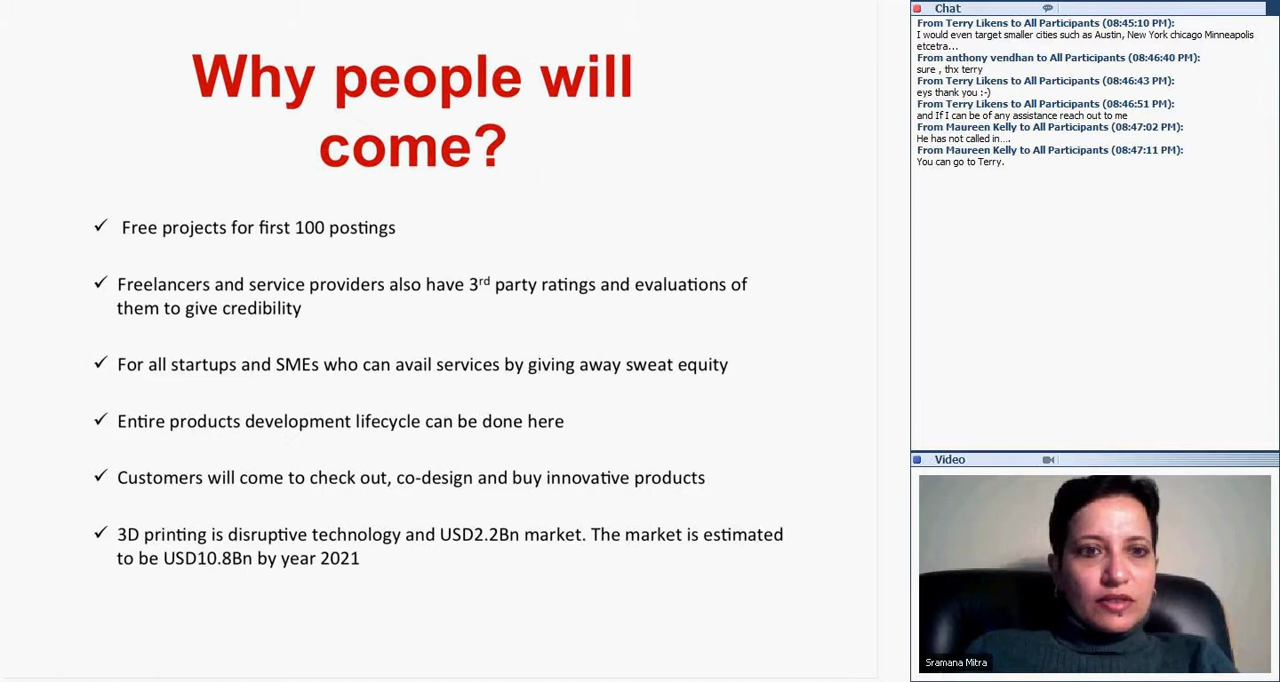 Why people will
come?
✓ Free projects for first 100 postings
✓ Freelancers and service providers also have 3rd party ratings and evaluations of
them to give credibility
✓ For all startups and SMEs who can avail services by giving away sweat equity
✓ Entire products development lifecycle can be done here
✓ Customers will come to check out, co-design and buy innovative products
✓ 3D printing is disruptive technology and USD2.2Bn market. The market is estimated
to be USD10.8Bn by year 2021
Chat
From Terry Likens to All Participants (08:45:10 PM):
I would even target smaller cities such as Austin, New York chicago Minneapolis
etcetra...
From anthony vendhan to All Participants (08:46:40 PM):
sure , thx terry
From Terry Likens to All Participants (08:46:43 PM):
eys thank you :-)
From Terry Likens to All Participants (08:46:51 PM):
and If I can be of any assistance reach out to me
From Maureen Kelly to All Participants (08:47:02 PM):
He has not called in....
From Maureen Kelly to All Participants (08:47:11 PM):
You can go to Terry.
Video
Sramana Mitra